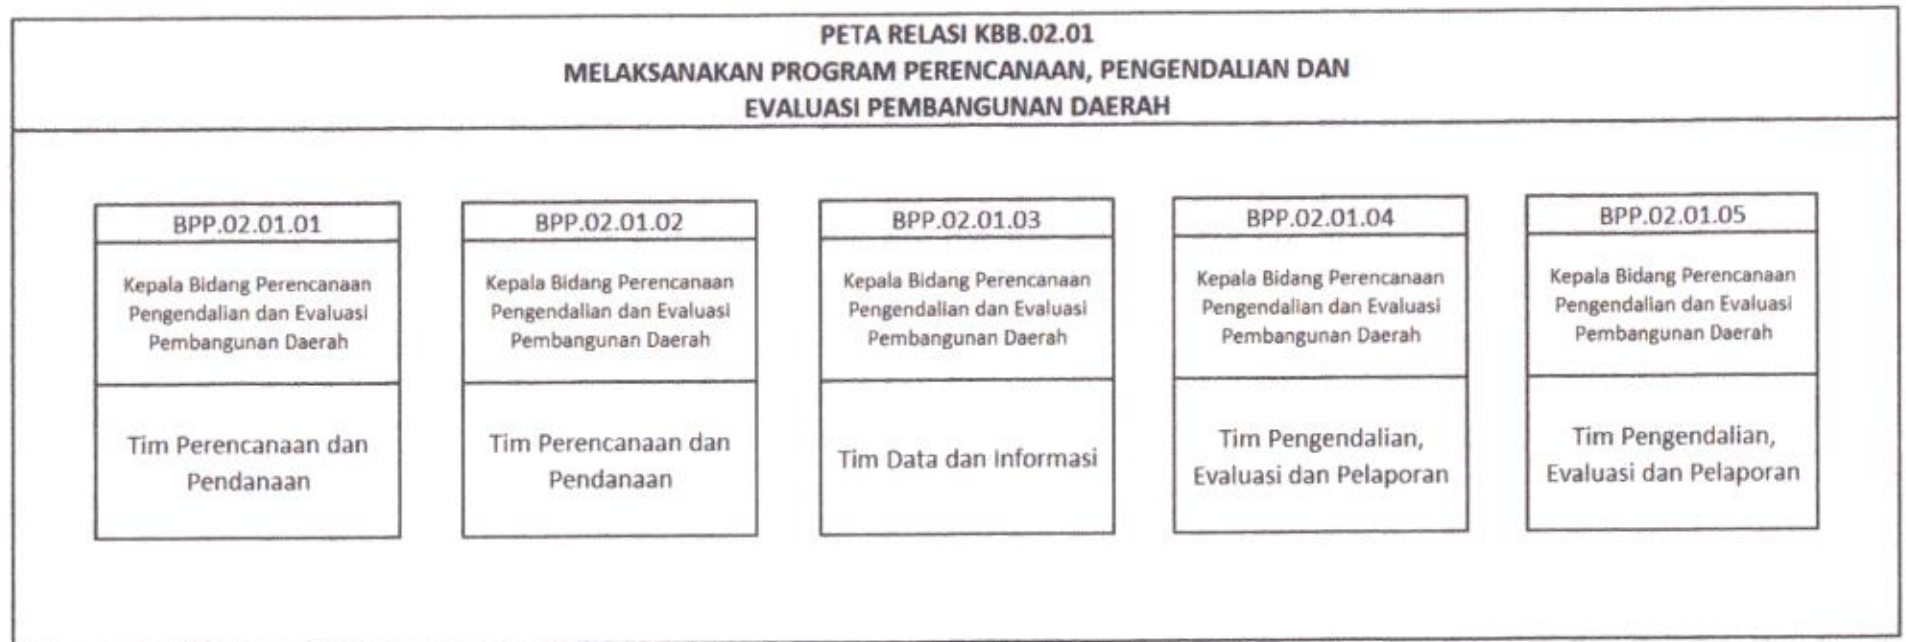 PETA RELASI KBB.02.01
MELAKSANAKAN PROGRAM PERENCANAAN, PENGENDALIAN DAN
EVALUASI PEMBANGUNAN DAERAH
BPP.02.01.01
Kepala Bidang Perencanaan
Pengendalian dan Evaluasi
Pembangunan Daerah
Tim Perencanaan dan
Pendanaan
BPP.02.01.02
Kepala Bidang Perencanaan
Pengendalian dan Evaluasi
Pembangunan Daerah
Tim Perencanaan dan
Pendanaan
BPP.02.01.03
Kepala Bidang Perencanaan
Pengendalian dan Evaluasi
Pembangunan Daerah
Tim Data dan Informasi
BPP.02.01.04
Kepala Bidang Perencanaan
Pengendalian dan Evaluasi
Pembangunan Daerah
Tim Pengendalian,
Evaluasi dan Pelaporan
BPP.02.01.05
Kepala Bidang Perencanaan
Pengendalian dan Evaluasi
Pembangunan Daerah
Tim Pengendalian,
Evaluasi dan Pelaporan